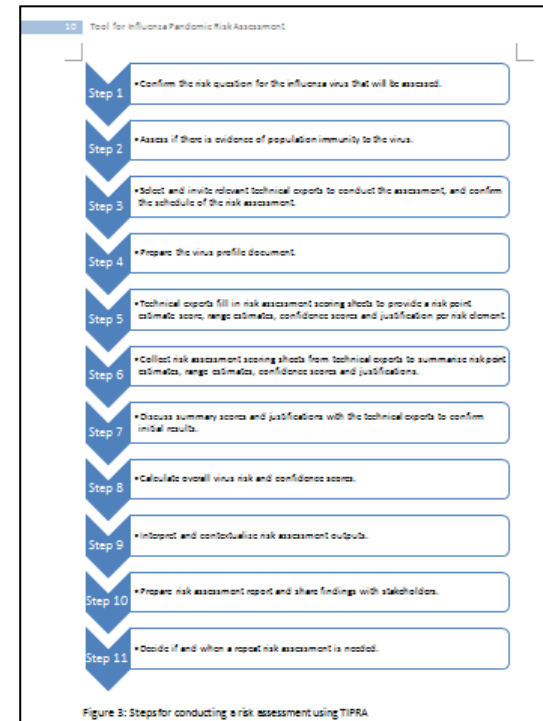 10 Tool for Influenza Pandemic Risk Assessment
Step 1
•Confirm the risk question for the influenza virus that will be assessed.
Step 2
•Assess if there is evidence of population immunity to the virus.
Step 3
•Select and invite relevant technical experts to conduct the assessment, and confirm
the schedule of the risk assessment.
Step 4
•Prepare the virus profile document.
Step 5
•Technical experts fill in risk assessment scoring sheets to provide a risk point
estimate score, range estimates, confidence scores and justification per risk element.
Step 6
•Collect risk assessment scoring sheets from technical experts to summarise risk point
estimates, range estimates, confidence scores and justifications.
Step 7
•Discuss summary scores and justifications with the technical experts to confirm
initial results.
Step 8
•Calculate overall virus risk and confidence scores.
Step 9
•Interpret and contextualise risk assessment outputs.
Step 10
•Prepare risk assessment report and share findings with stakeholders.
Step 11
•Decide if and when a repeat risk assessment is needed.
Figure 3: Steps for conducting a risk assessment using TIPRA